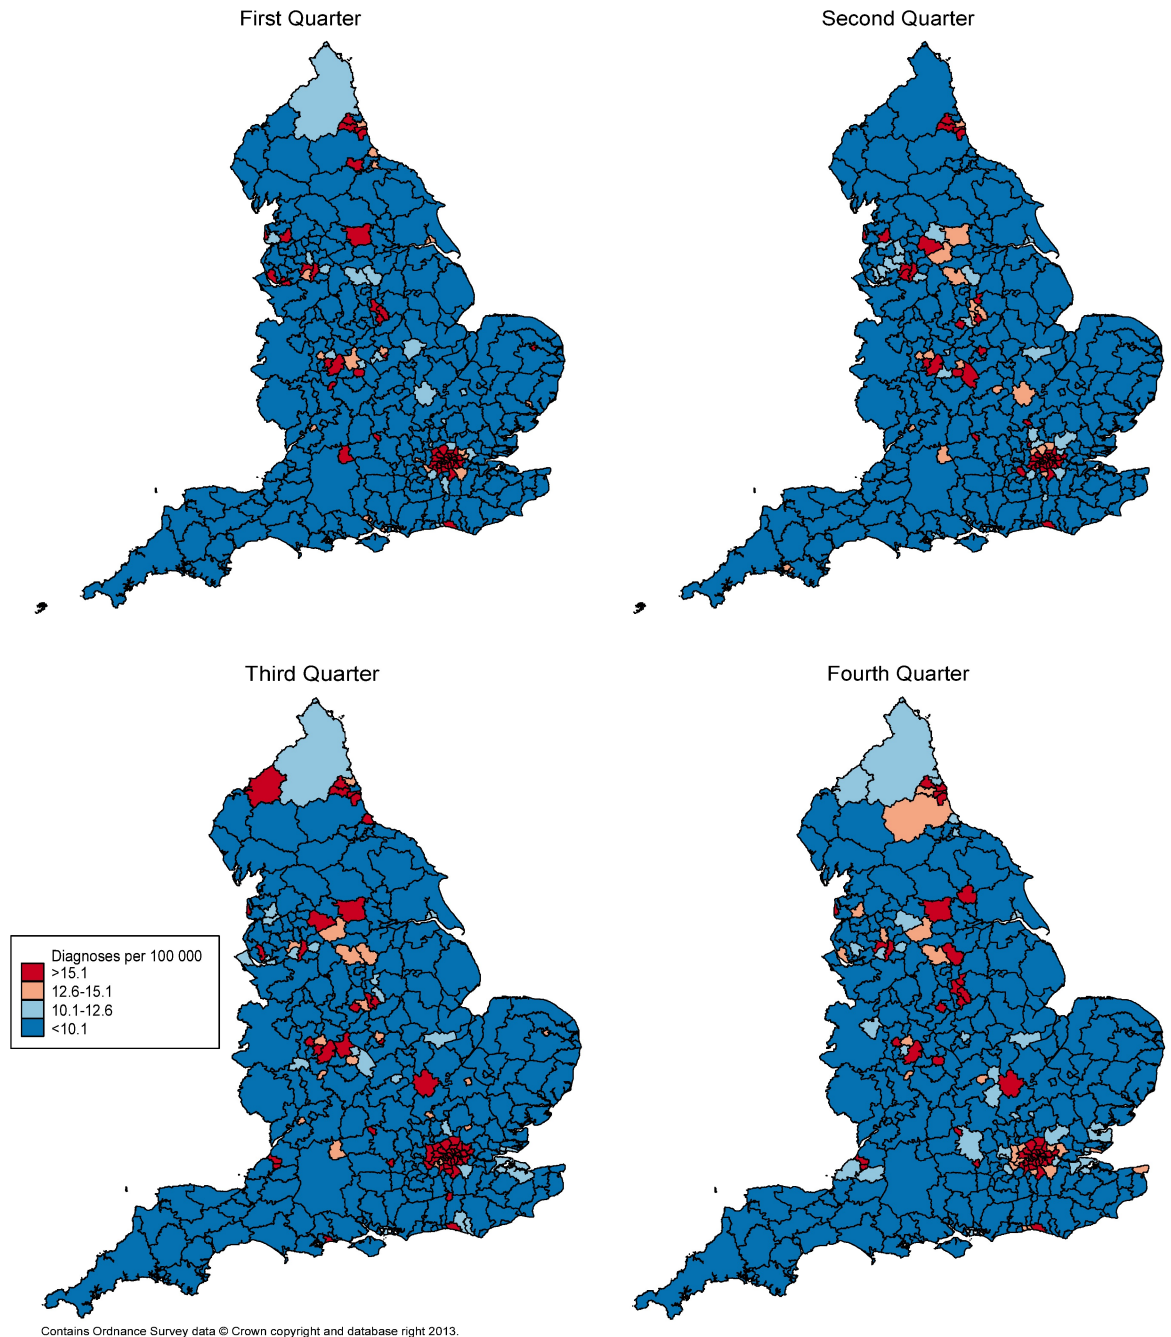 First Quarter
Second Quarter
Third Quarter
Fourth Quarter
Diagnoses per 100 000
>15.1
12.6-15.1
10.1-12.6
<10.1
Contains Ordnance Survey data © Crown copyright and database right 2013.